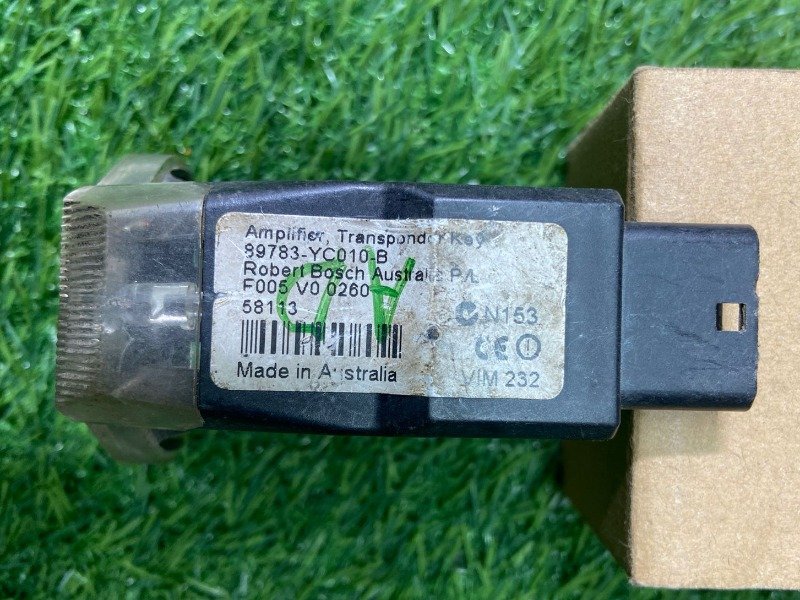 Amplifier, Transponder Key
89783-YC010-B
Robert Bosch Australia P/L
F005 V0 0260
58113
AD
N153
CE
VIM 232
Made in Australia